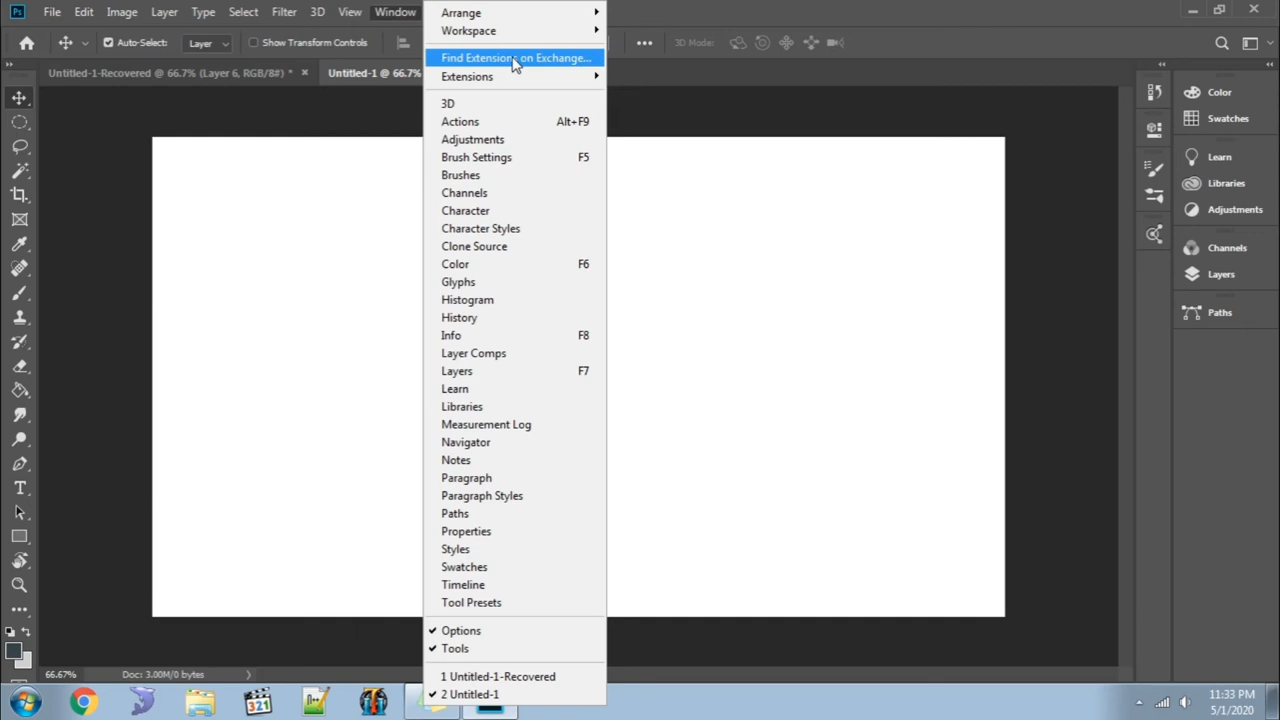 Ps File Edit Image Layer Type Select Filter 3D View Window
Auto-Select: Layer Show Transform Controls
3D Mode:
Untitled-1-Recovered @ 66.7% (Layer 6, RGB/8#) * ×
Untitled-1 @ 66.7%
Arrange
Workspace
Find Extensions on Exchange...
Extensions
3D
Actions Alt+F9
Adjustments
Brush Settings F5
Brushes
Channels
Character
Character Styles
Clone Source
Color F6
Glyphs
Histogram
History
Info F8
Layer Comps
Layers F7
Learn
Libraries
Measurement Log
Navigator
Notes
Paragraph
Paragraph Styles
Paths
Properties
Styles
Swatches
Timeline
Tool Presets
Options
Tools
1 Untitled-1-Recovered
2 Untitled-1
Color
Swatches
Learn
Libraries
Adjustments
Channels
Layers
Paths
66.67% Doc: 3.00M/0 bytes
321
11:33 PM
5/1/2020